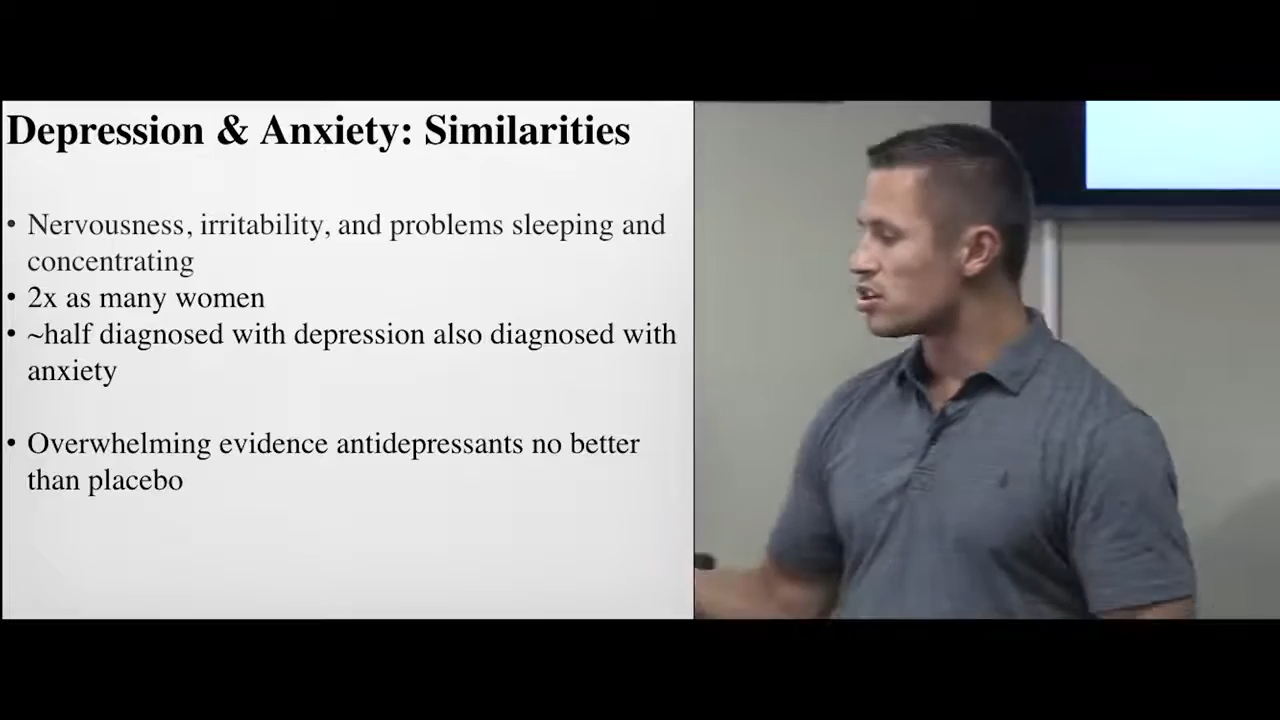 Depression & Anxiety: Similarities
• Nervousness, irritability, and problems sleeping and
concentrating
• 2x as many women
• ~half diagnosed with depression also diagnosed with
anxiety
• Overwhelming evidence antidepressants no better
than placebo